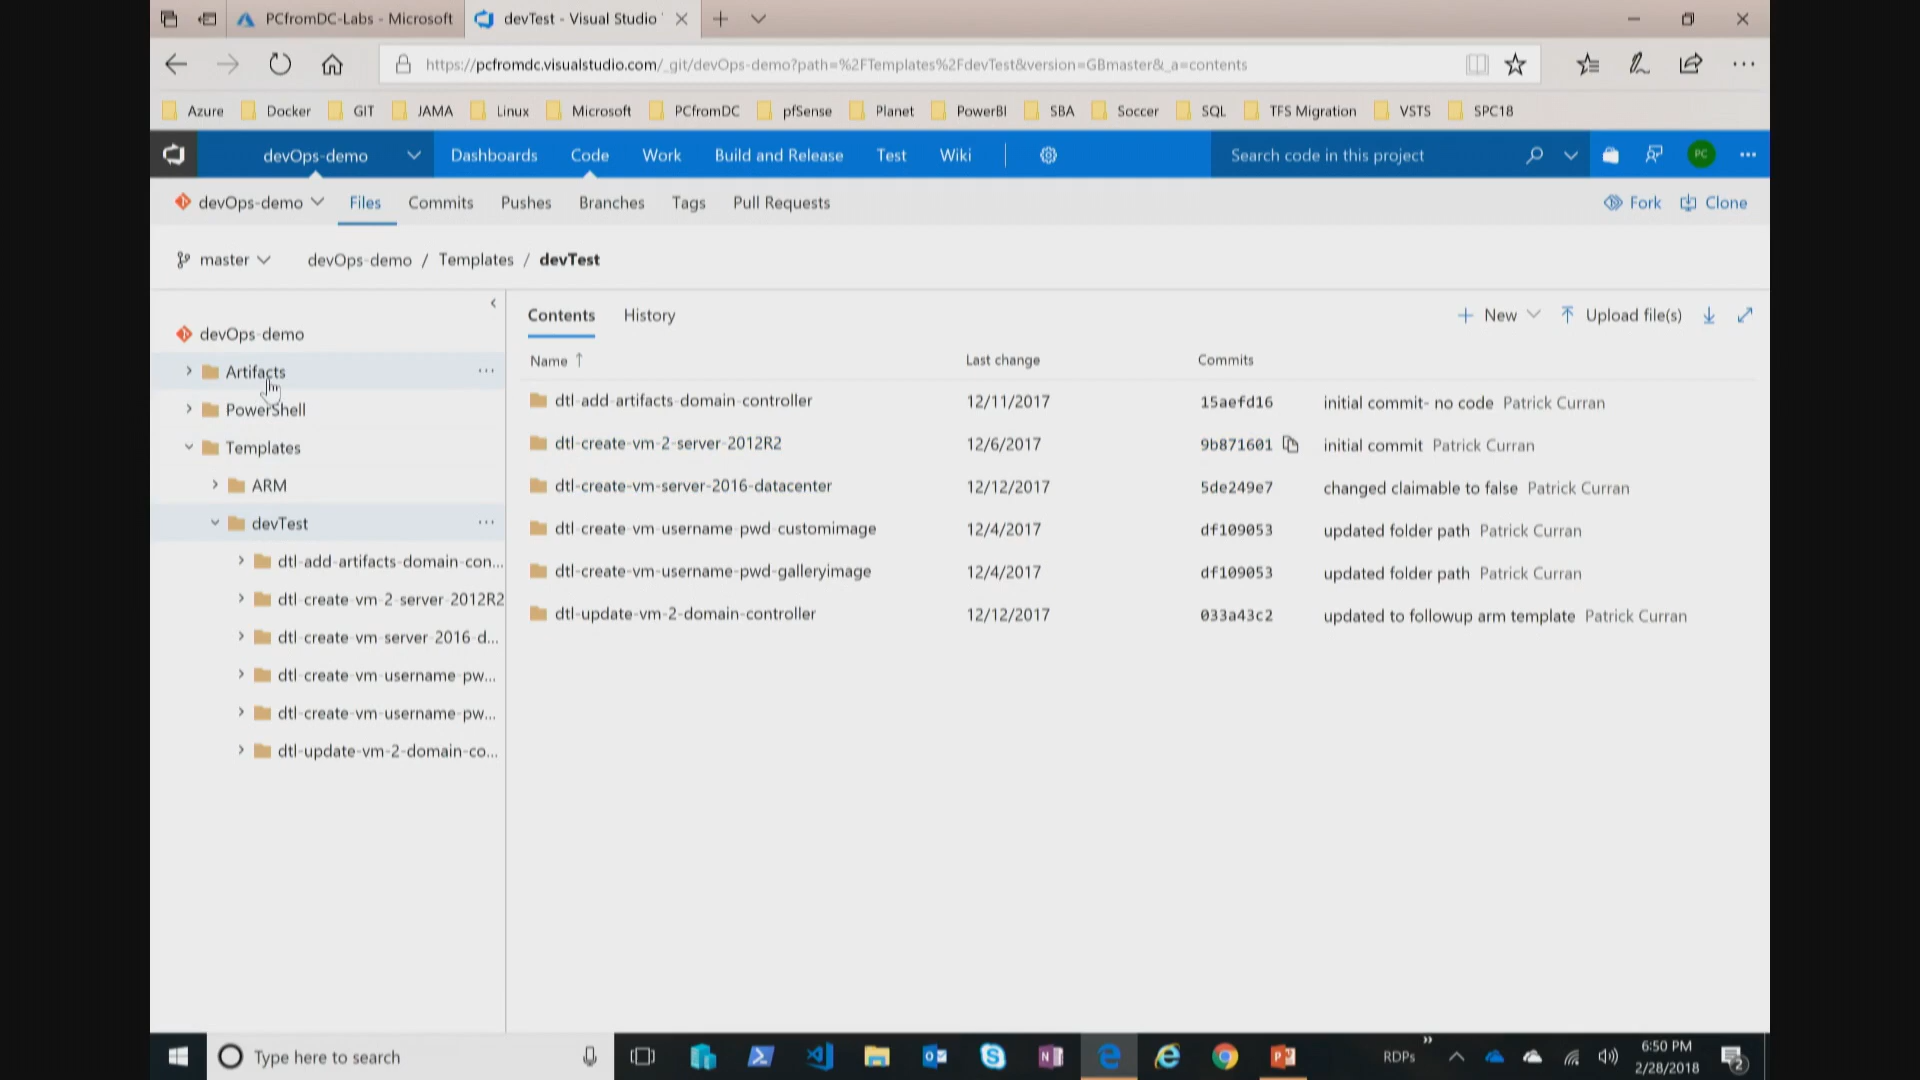 PCfromDC-Labs - Microsoft
devTest - Visual Studio
https://pcfromdc.visualstudio.com/_git/devOps-demo?path=%2FTemplates%2FdevTest&version=GBmaster&_a=contents
Azure Docker GIT JAMA Linux Microsoft PCfromDC pfSense Planet PowerBI SBA Soccer SQL TFS Migration VSTS SPC18
devOps-demo Dashboards Code Work Build and Release Test Wiki Search code in this project PC
devOps-demo Files Commits Pushes Branches Tags Pull Requests Fork Clone
master devOps-demo / Templates / devTest
devOps-demo
Artifacts
PowerShell
Templates
ARM
devTest
dtl-add-artifacts-domain-con...
dtl-create-vm-2-server-2012R2
dtl-create-vm-server-2016-d...
dtl-create-vm-username-pw...
dtl-create-vm-username-pw...
dtl-update-vm-2-domain-co...
Contents History New Upload file(s)
Name Last change Commits
dtl-add-artifacts-domain-controller 12/11/2017 15aefd16 initial commit- no code Patrick Curran
dtl-create-vm-2-server-2012R2 12/6/2017 9b871601 initial commit Patrick Curran
dtl-create-vm-server-2016-datacenter 12/12/2017 5de249e7 changed claimable to false Patrick Curran
dtl-create-vm-username-pwd-customimage 12/4/2017 df109053 updated folder path Patrick Curran
dtl-create-vm-username-pwd-galleryimage 12/4/2017 df109053 updated folder path Patrick Curran
dtl-update-vm-2-domain-controller 12/12/2017 033a43c2 updated to followup arm template Patrick Curran
Type here to search
RDPs
6:50 PM
2/28/2018
2